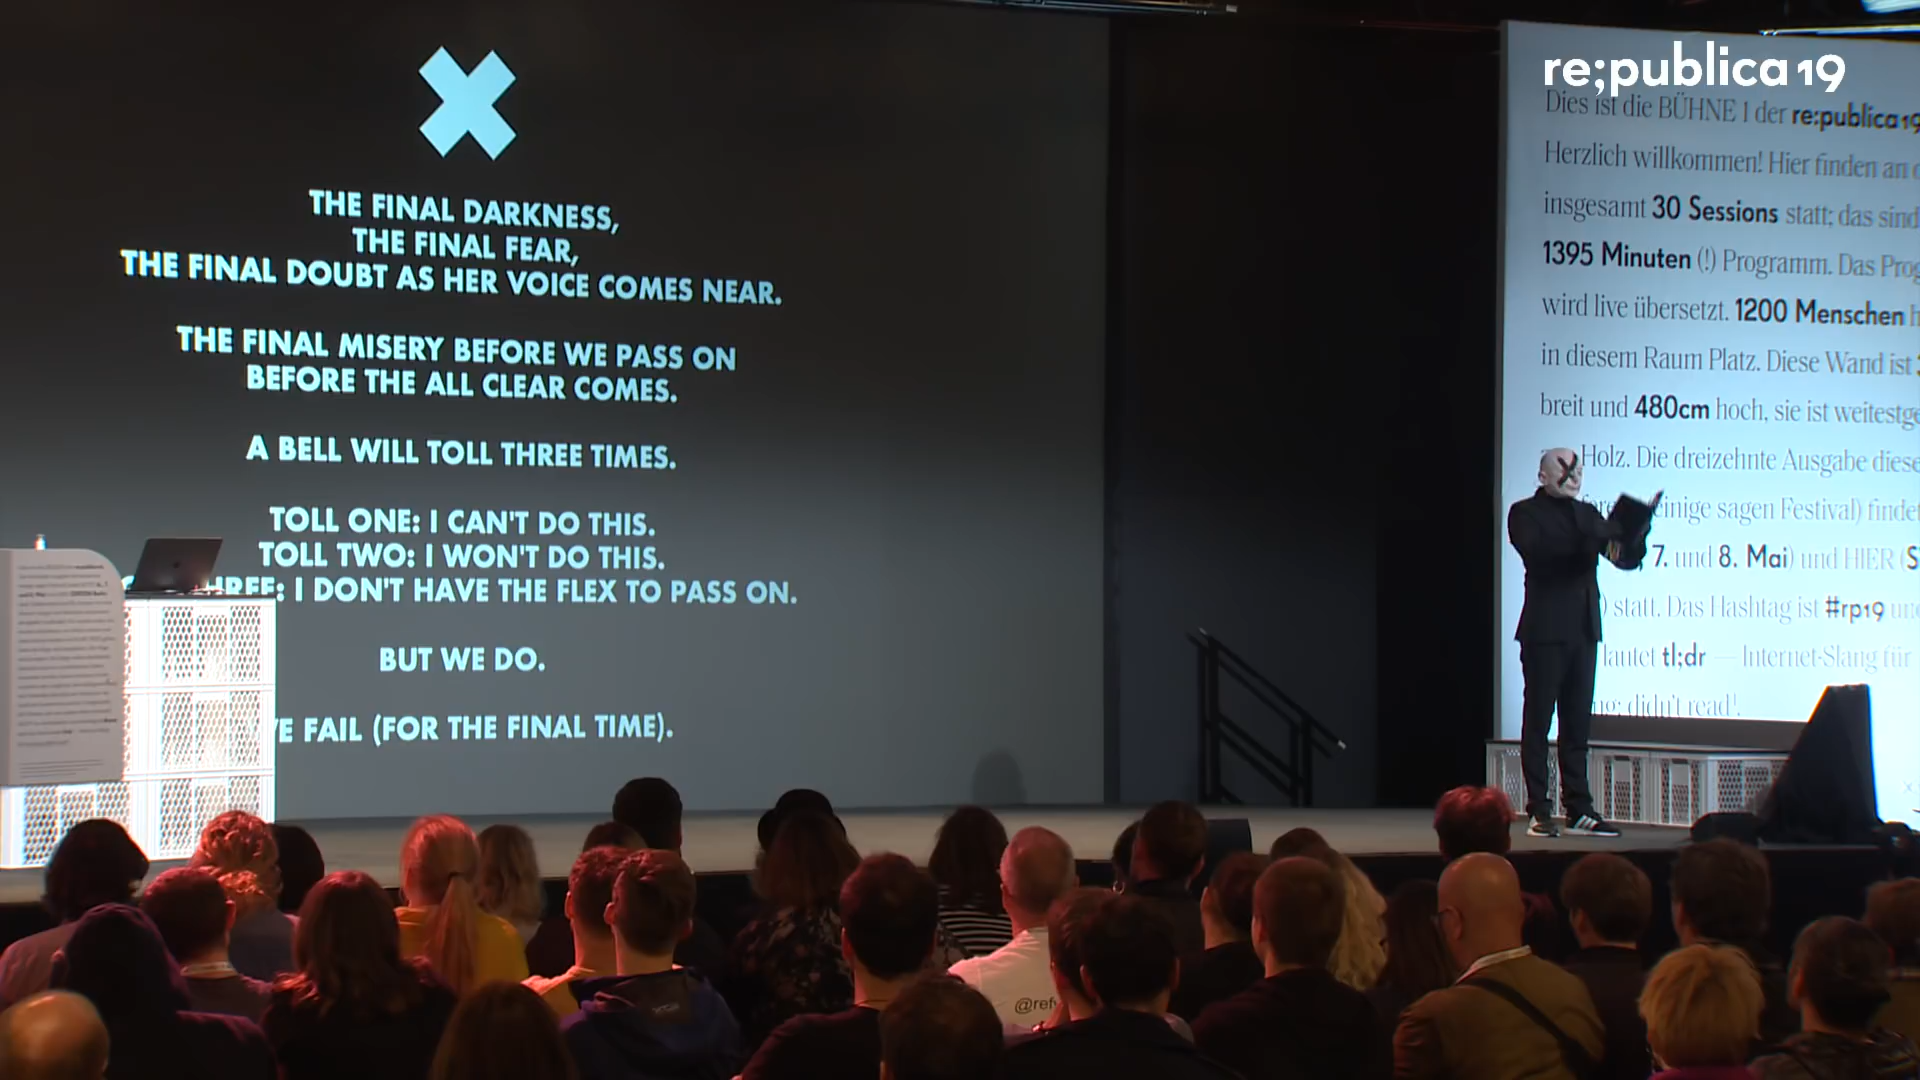 THE FINAL DARKNESS,
THE FINAL FEAR,
THE FINAL DOUBT AS HER VOICE COMES NEAR.
THE FINAL MISERY BEFORE WE PASS ON
BEFORE THE ALL CLEAR COMES.
A BELL WILL TOLL THREE TIMES.
TOLL ONE: I CAN'T DO THIS.
TOLL TWO: I WON'T DO THIS.
I DON'T HAVE THE FLEX TO PASS ON.
BUT WE DO.
FAIL (FOR THE FINAL TIME).
re;publica 19
Dies ist die BÜHNE 1 der re:publica19
Herzlich willkommen! Hier finden an
insgesamt 30 Sessions statt; das sind
1395 Minuten (!) Programm. Das
wird live übersetzt. 1200 Menschen
in diesem Raum Platz. Diese Wand ist
breit und 480cm hoch, sie ist
Holz. Die dreizehnte Ausgabe
einige sagen Festival)
7. und 8. Mai) und HIER
statt. Das Hashtag ist #rp19
lautet tl;dr — Internet-Slang für
didn't read'.